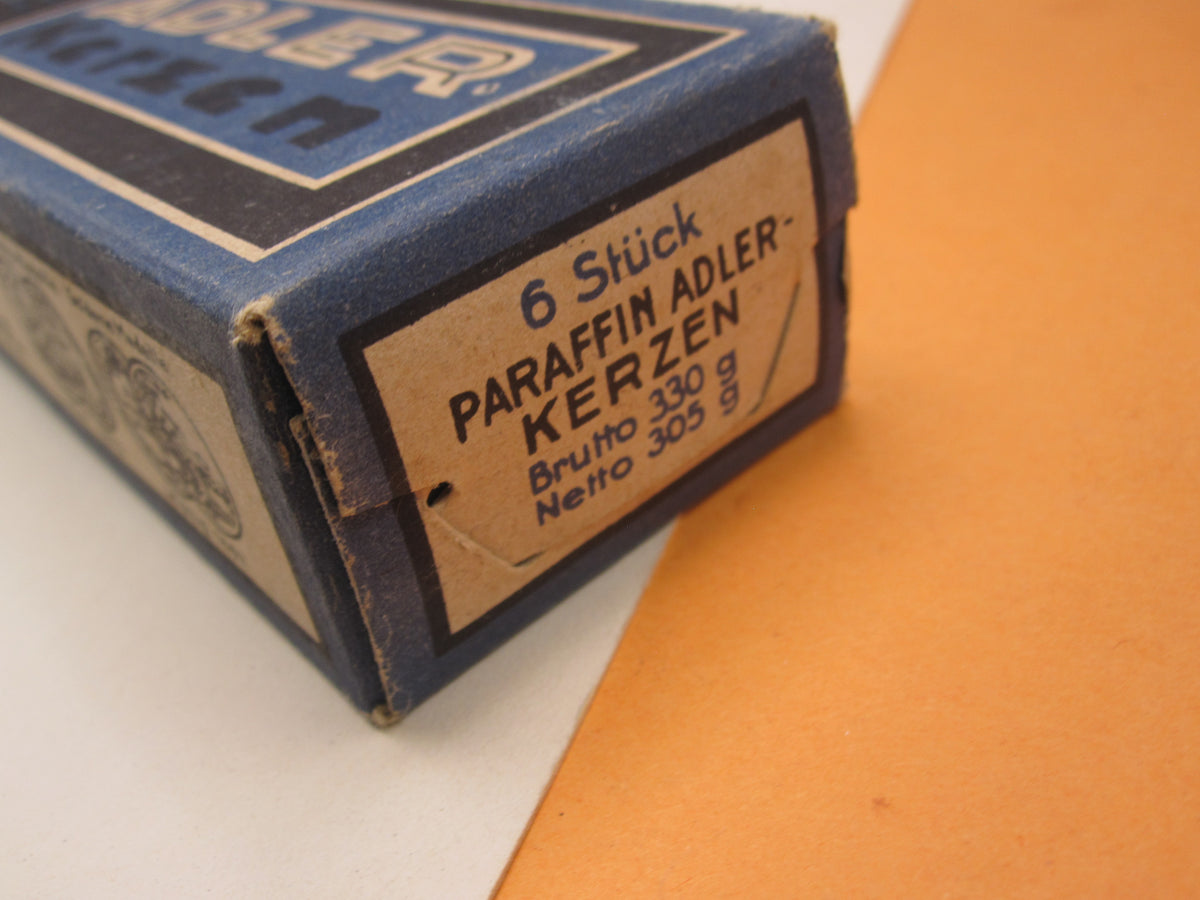 ADLER-
KERZEN
6 Stück
PARAFFIN ADLER-
KERZEN
Brutto 330 g
Netto 305 g